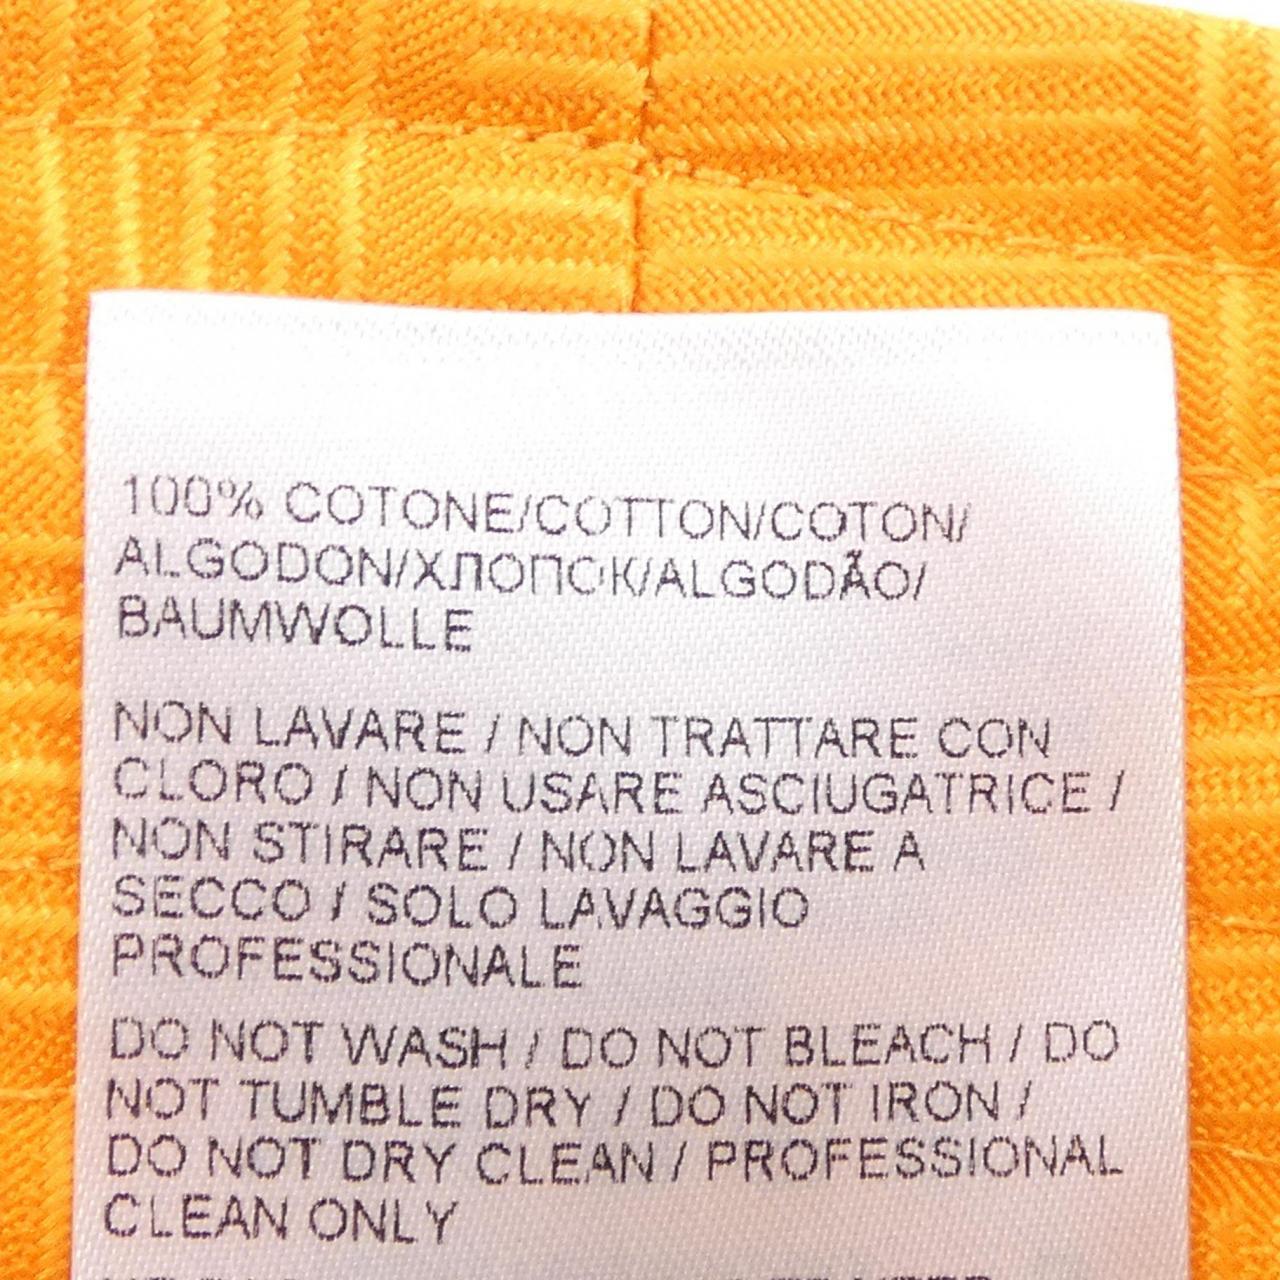 100% COTONE/COTTON/COTON/
ALGODON/ХЛОПОК/ALGODÃO/
BAUMWOLLE
NON LAVARE / NON TRATTARE CON
CLORO / NON USARE ASCIUGATRICE /
NON STIRARE / NON LAVARE A
SECCO / SOLO LAVAGGIO
PROFESSIONALE
DO NOT WASH / DO NOT BLEACH / DO
NOT TUMBLE DRY / DO NOT IRON /
DO NOT DRY CLEAN / PROFESSIONAL
CLEAN ONLY